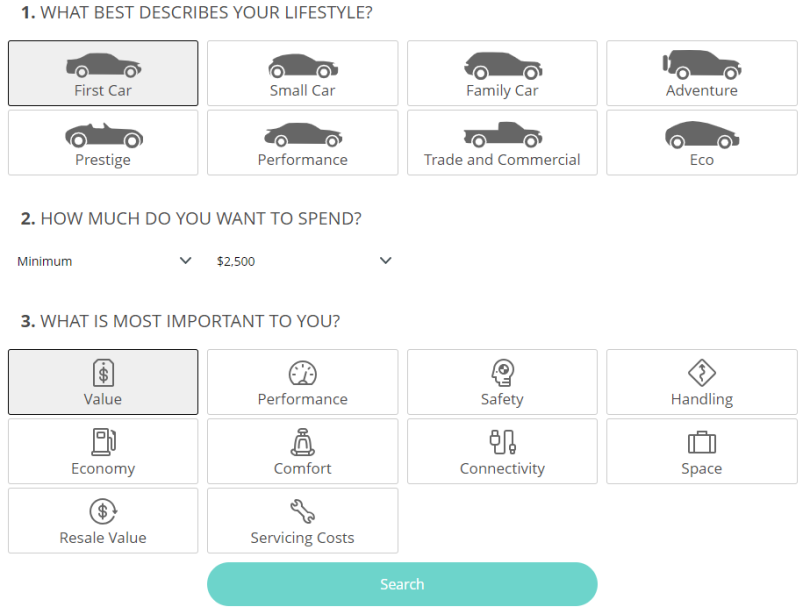 1. WHAT BEST DESCRIBES YOUR LIFESTYLE?
First Car
Small Car
Family Car
Adventure
Prestige
Performance
Trade and Commercial
Eco
2. HOW MUCH DO YOU WANT TO SPEND?
Minimum
$2,500
3. WHAT IS MOST IMPORTANT TO YOU?
Value
Performance
Safety
Handling
Economy
Comfort
Connectivity
Space
Resale Value
Servicing Costs
Search